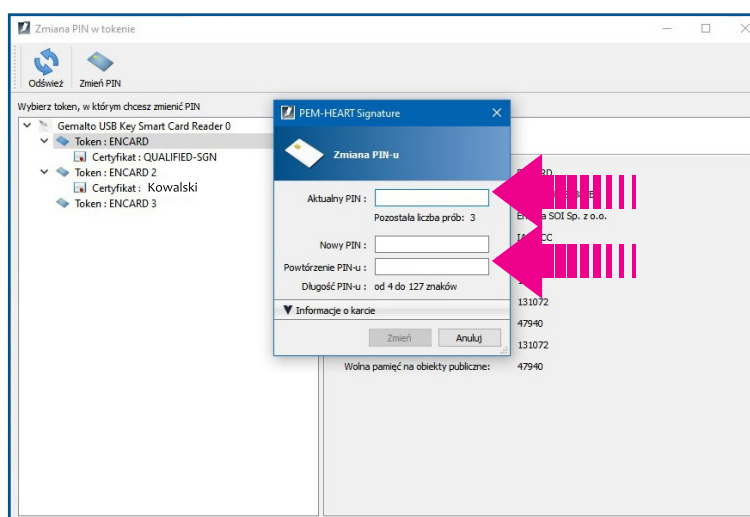 Zmiana PIN w tokenie
Odśwież Zmień PIN
Wybierz token, w którym chcesz zmienić PIN
Gemalto USB Key Smart Card Reader 0
Token : ENCARD
Certyfikat : QUALIFIED-SGN
Token : ENCARD 2
Certyfikat : Kowalski
Token : ENCARD 3
PEM-HEART Signature
Zmiana PIN-u
Aktualny PIN :
Pozostała liczba prób: 3
Nowy PIN :
Powtórzenie PIN-u :
Długość PIN-u : od 4 do 127 znaków
Informacje o karcie
Zmień Anuluj
SOI Sp. z o.o.
131072
47940
131072
Wolna pamięć na obiekty publiczne: 47940